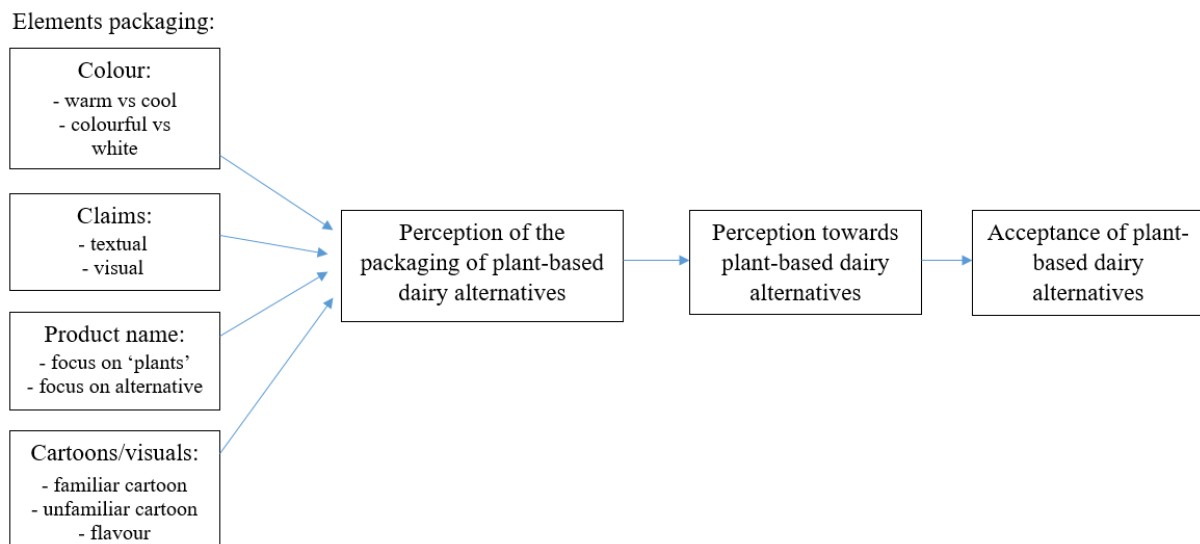 Elements packaging:
Colour:
- warm vs cool
- colourful vs
white
Claims:
- textual
- visual
Product name:
- focus on ‘plants’
- focus on alternative
Cartoons/visuals:
- familiar cartoon
- unfamiliar cartoon
- flavour
Perception of the
packaging of plant-based
dairy alternatives
Perception towards
plant-based dairy
alternatives
Acceptance of plant-
based dairy
alternatives